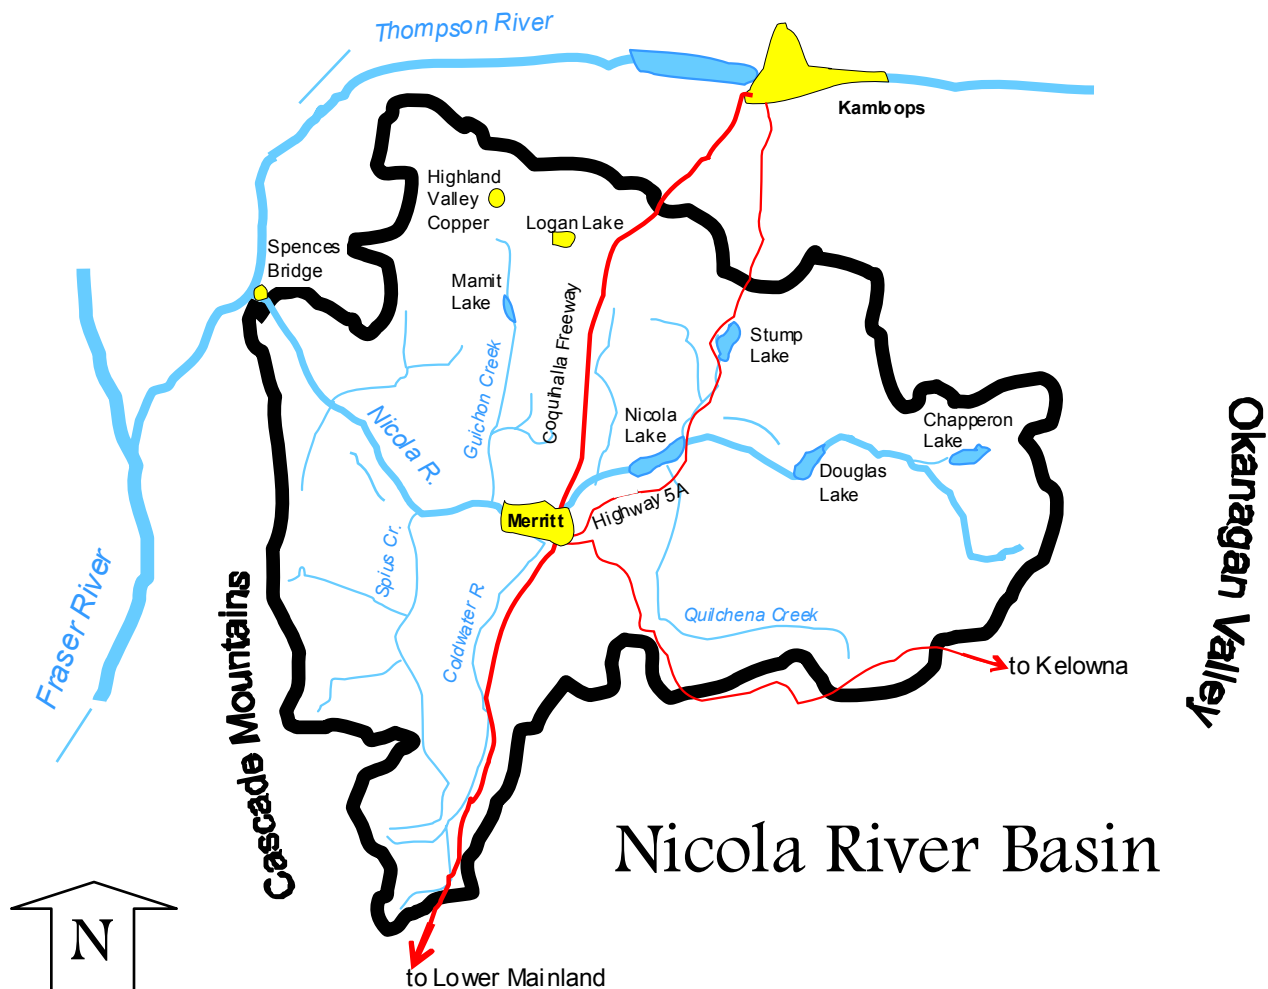 Thompson River
Kamloops
Highland
Valley
Copper
Logan Lake
Spences
Bridge
Mamit
Lake
Coquihalla Freeway
Stump
Lake
Guichon Creek
Nicola R.
Nicola
Lake
Chapperon
Lake
Douglas
Lake
Okanagan Valley
Merritt
Highway 5A
Spius Cr.
Fraser River
Coldwater R
Quilchena Creek
Cascade Mountains
to Kelowna
Nicola River Basin
N
to Lower Mainland